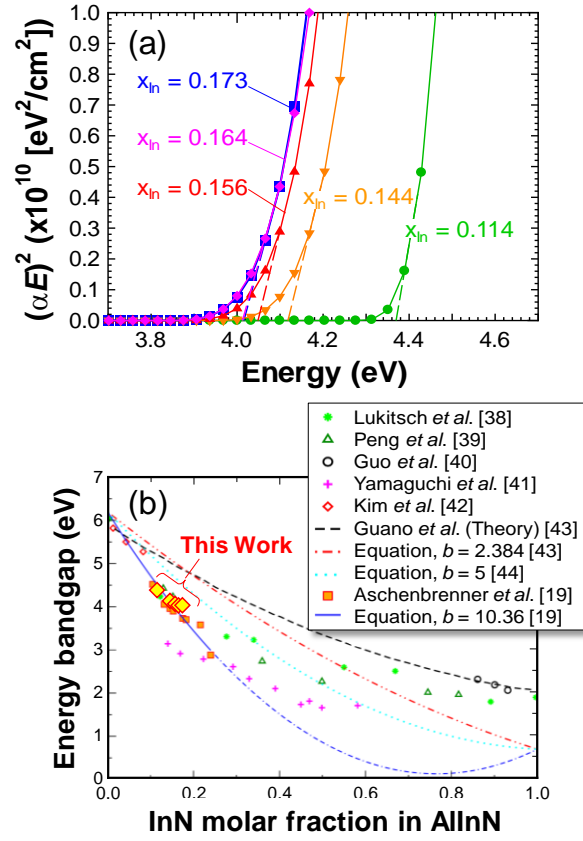 (a)
x_In = 0.173
x_In = 0.164
x_In = 0.156
x_In = 0.144
x_In = 0.114
(αE)² (x10¹⁰ [eV²/cm²])
1.0
0.9
0.8
0.7
0.6
0.5
0.4
0.3
0.2
0.1
0.0
3.8 4.0 4.2 4.4 4.6
Energy (eV)
Lukitsch et al. [38]
Peng et al. [39]
Guo et al. [40]
Yamaguchi et al. [41]
Kim et al. [42]
Guano et al. (Theory) [43]
Equation, b = 2.384 [43]
Equation, b = 5 [44]
Aschenbrenner et al. [19]
Equation, b = 10.36 [19]
(b)
This Work
Energy bandgap (eV)
7
6
5
4
3
2
1
0
0.0 0.2 0.4 0.6 0.8 1.0
InN molar fraction in AlInN